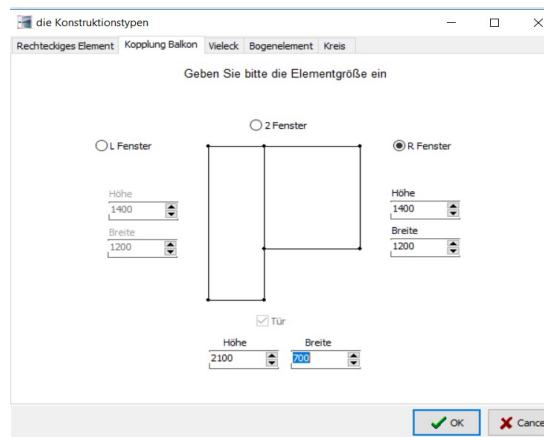 die Konstruktionstypen
Rechteckiges Element Kopplung Balkon Vieleck Bogenelement Kreis
Geben Sie bitte die Elementgröße ein
2 Fenster
L Fenster
R Fenster
Höhe
1400
Breite
1200
Höhe
1400
Breite
1200
Tür
Höhe Breite
2100 700
OK Cance